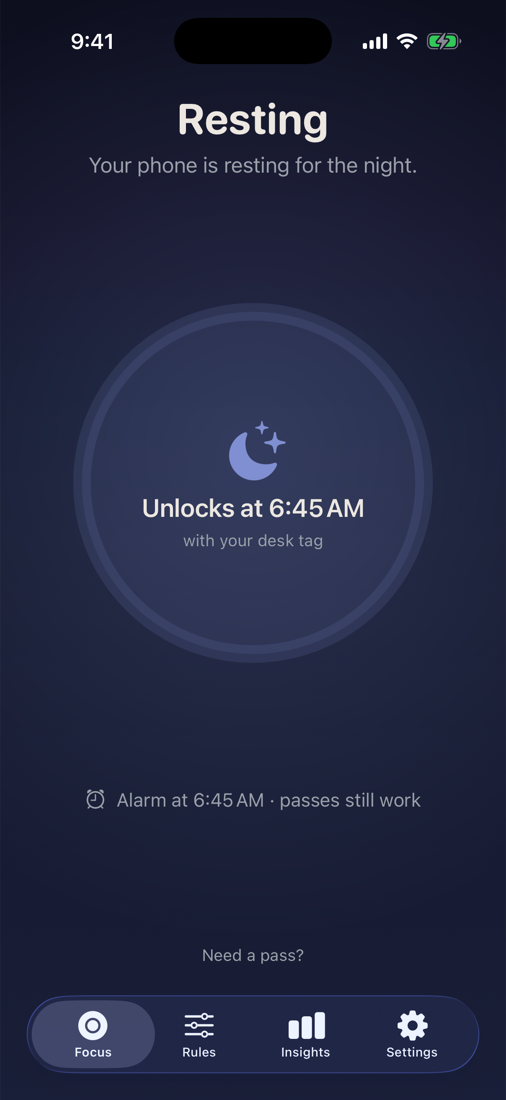 9:41
Resting
Your phone is resting for the night.
Unlocks at 6:45 AM
with your desk tag
Alarm at 6:45 AM · passes still work
Need a pass?
Focus
Rules
Insights
Settings